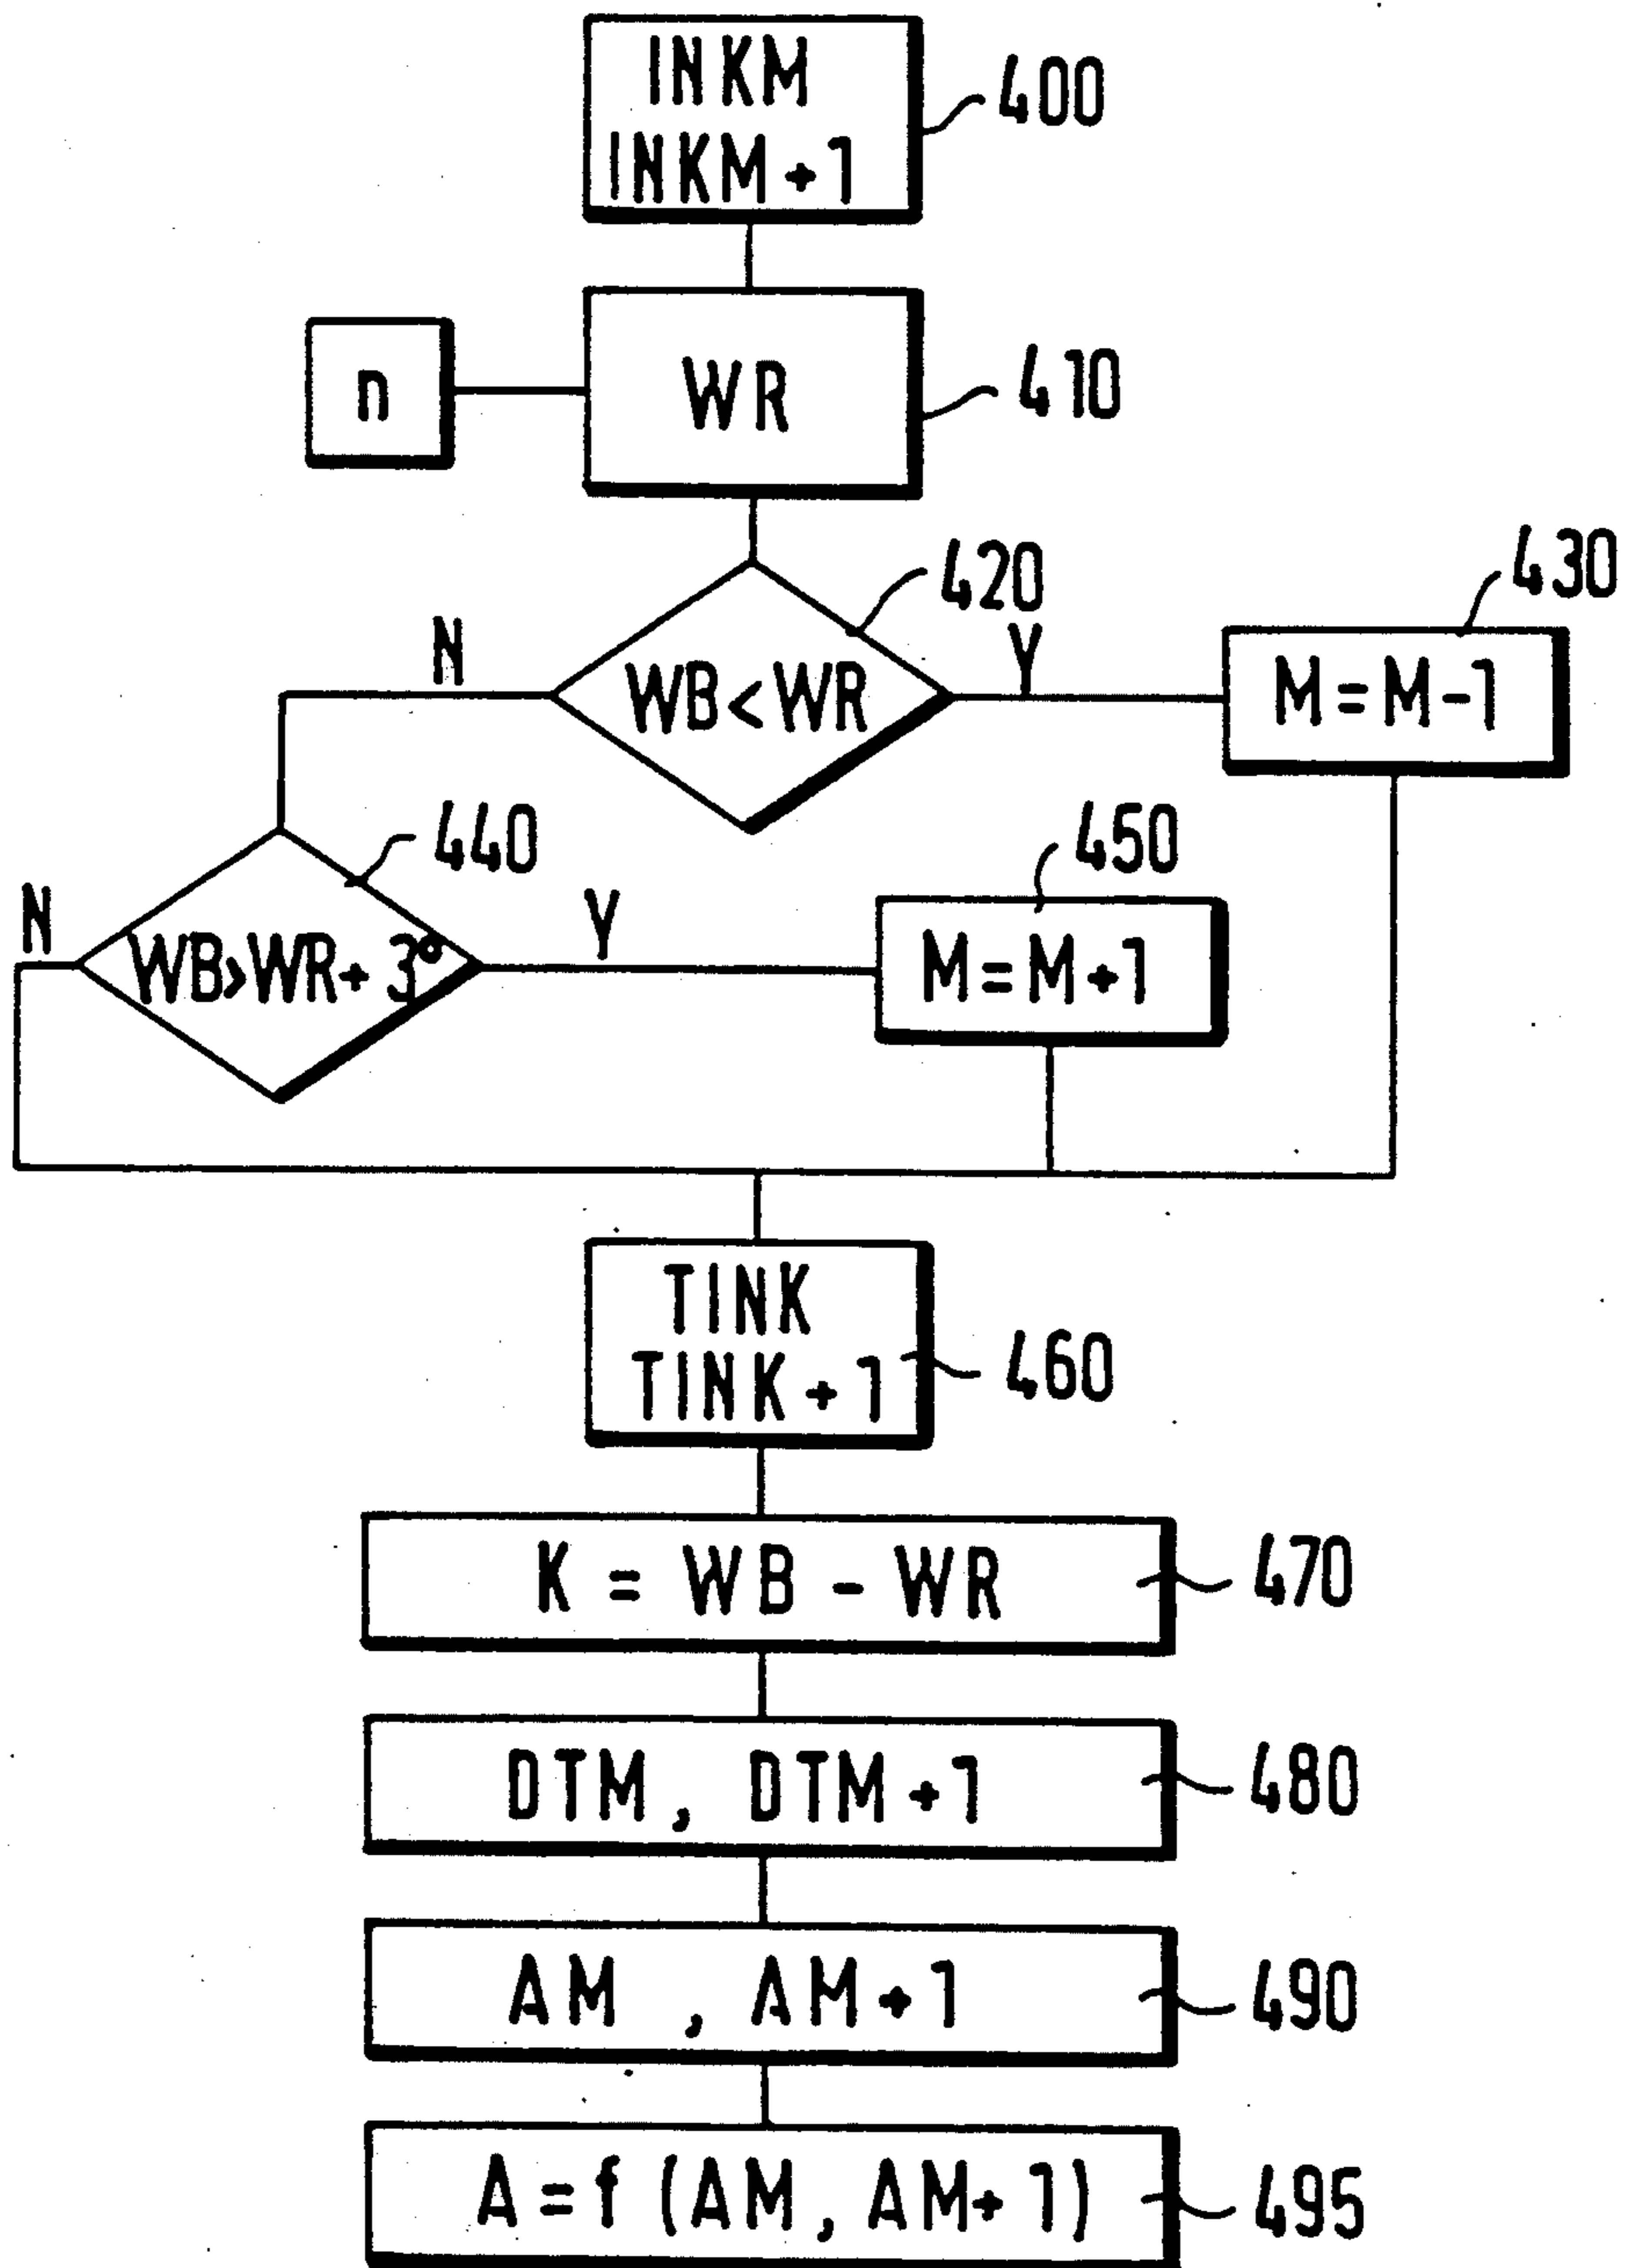 INKM
INKM+1
400
n
WR
410
420
430
N
WB<WR
Y
M=M-1
440
450
N
WB>WR+3°
Y
M=M+1
TINK
TINK+1
460
K = WB - WR
470
DTM, DTM+1
480
AM , AM+1
490
A=f (AM, AM+1)
495